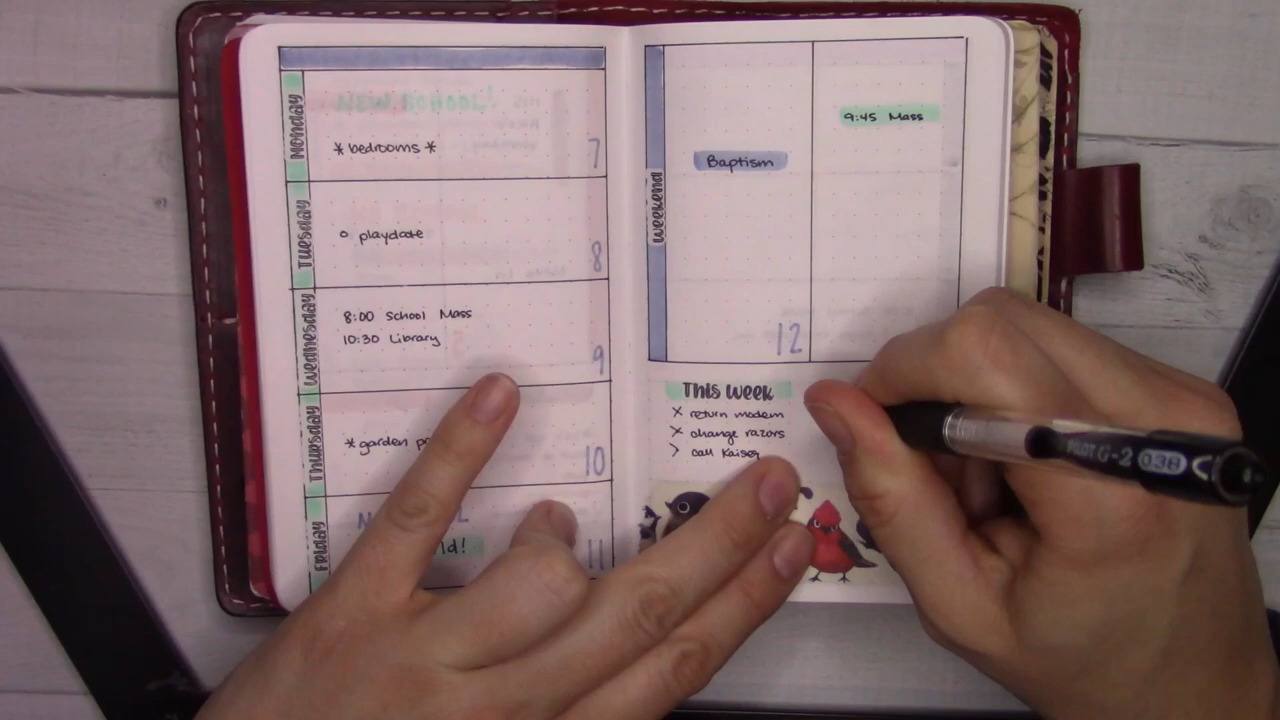 Monday
NEW SCHOOL!
* bedrooms *
7
Tuesday
o playdate
8
Wednesday
8:00 School Mass
10:30 Library
9
Thursday
* garden
10
Friday
11
weekend
Baptism
12
9:45 Mass
This week
X return modem
X change razors
> call Kaiser
PILOT G-2 038